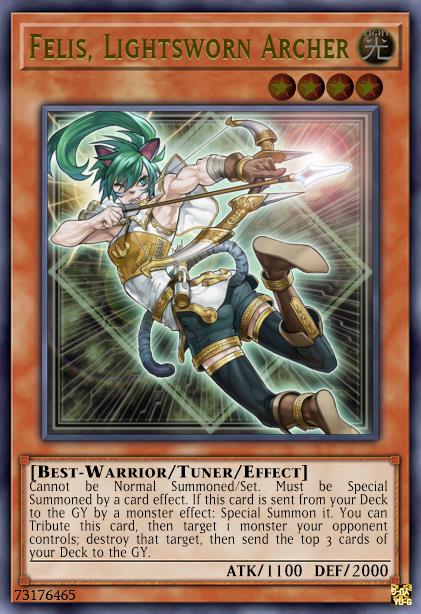 Felis, Lightsworn Archer
LIGHT
光
[Best-Warrior/Tuner/Effect]
Cannot be Normal Summoned/Set. Must be Special
Summoned by a card effect. If this card is sent from your Deck
to the GY by a monster effect: Special Summon it. You can
Tribute this card, then target 1 monster your opponent
controls; destroy that target, then send the top 3 cards of
your Deck to the GY.
ATK/1100 DEF/2000
73176465